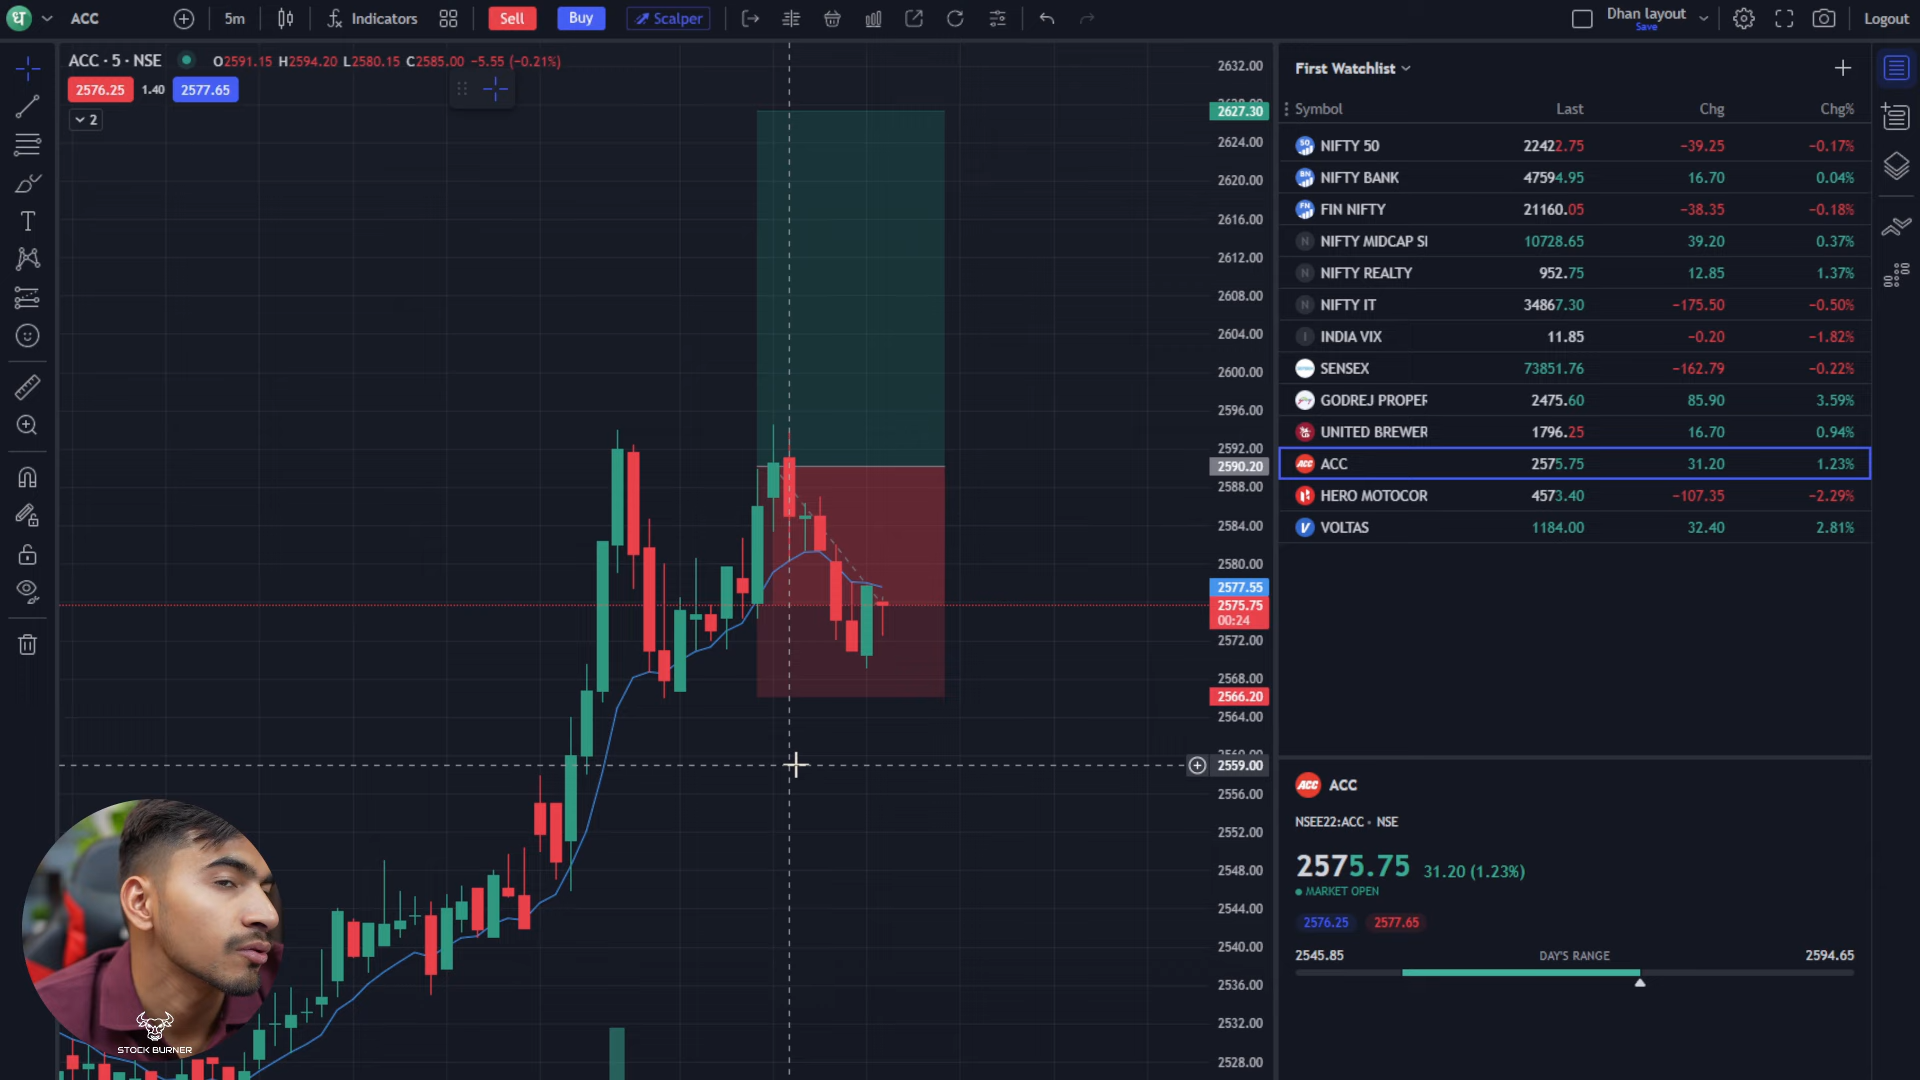 ध ACC 5m Indicators Sell Buy Scalper Dhan layout Save Logout
ACC · 5 · NSE O2591.15 H2594.20 L2580.15 C2585.00 −5.55 (−0.21%)
2576.25 1.40 2577.65
2
2632.00
2627.30
2624.00
2620.00
2616.00
2612.00
2608.00
2604.00
2600.00
2596.00
2592.00
2590.20
2588.00
2584.00
2580.00
2577.55
2575.75
00:24
2572.00
2568.00
2566.20
2564.00
2559.00
2556.00
2552.00
2548.00
2544.00
2540.00
2536.00
2532.00
2528.00
First Watchlist
Symbol Last Chg Chg%
50 NIFTY 50 22422.75 −39.25 −0.17%
BN NIFTY BANK 47594.95 16.70 0.04%
FN FIN NIFTY 21160.05 −38.35 −0.18%
N NIFTY MIDCAP SI 10728.65 39.20 0.37%
N NIFTY REALTY 952.75 12.85 1.37%
N NIFTY IT 34867.30 −175.50 −0.50%
I INDIA VIX 11.85 −0.20 −1.82%
SENSEX 73851.76 −162.79 −0.22%
GODREJ PROPER 2475.60 85.90 3.59%
UNITED BREWER 1796.25 16.70 0.94%
ACC ACC 2575.75 31.20 1.23%
HERO MOTOCOR 4573.40 −107.35 −2.29%
V VOLTAS 1184.00 32.40 2.81%
ACC ACC
NSEE22:ACC · NSE
2575.75 31.20 (1.23%)
MARKET OPEN
2576.25 2577.65
2545.85 DAY'S RANGE 2594.65
STOCK BURNER